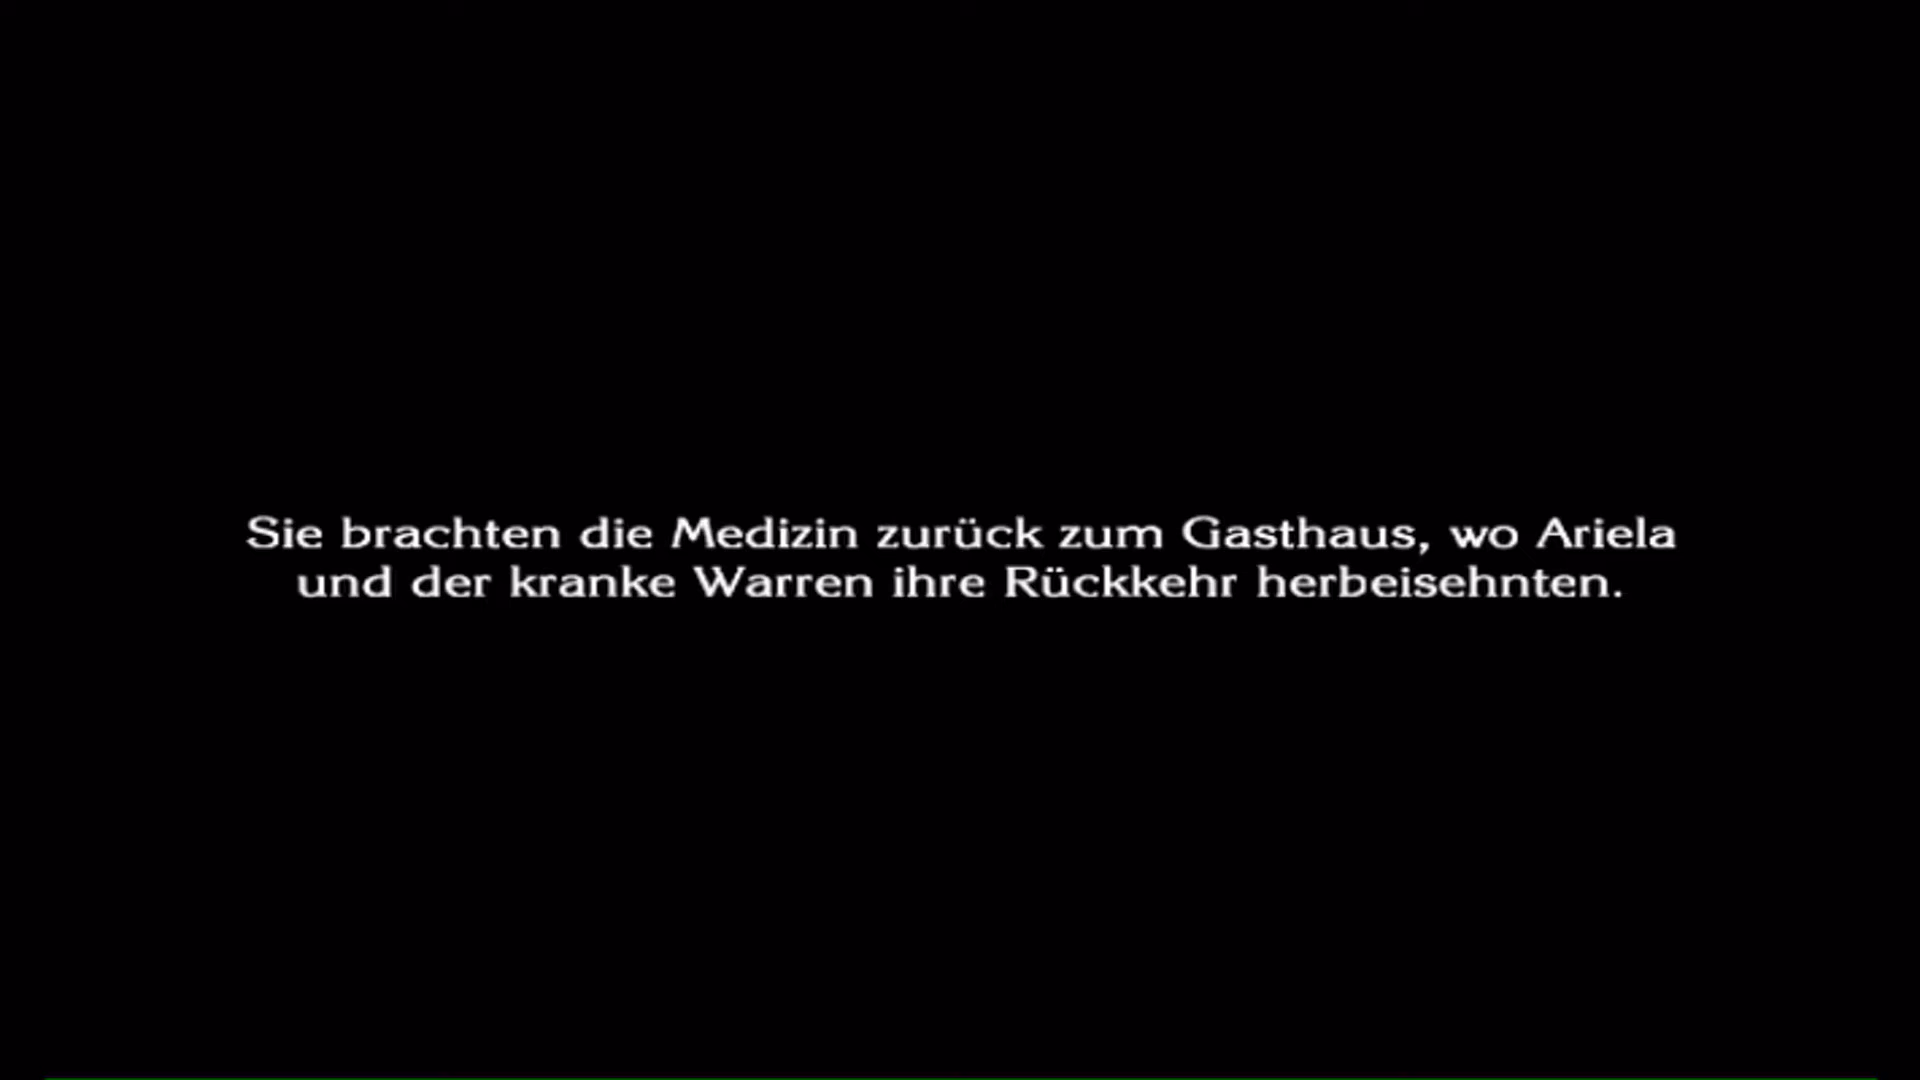 Sie brachten die Medizin zurück zum Gasthaus, wo Ariela
und der kranke Warren ihre Rückkehr herbeisehnten.